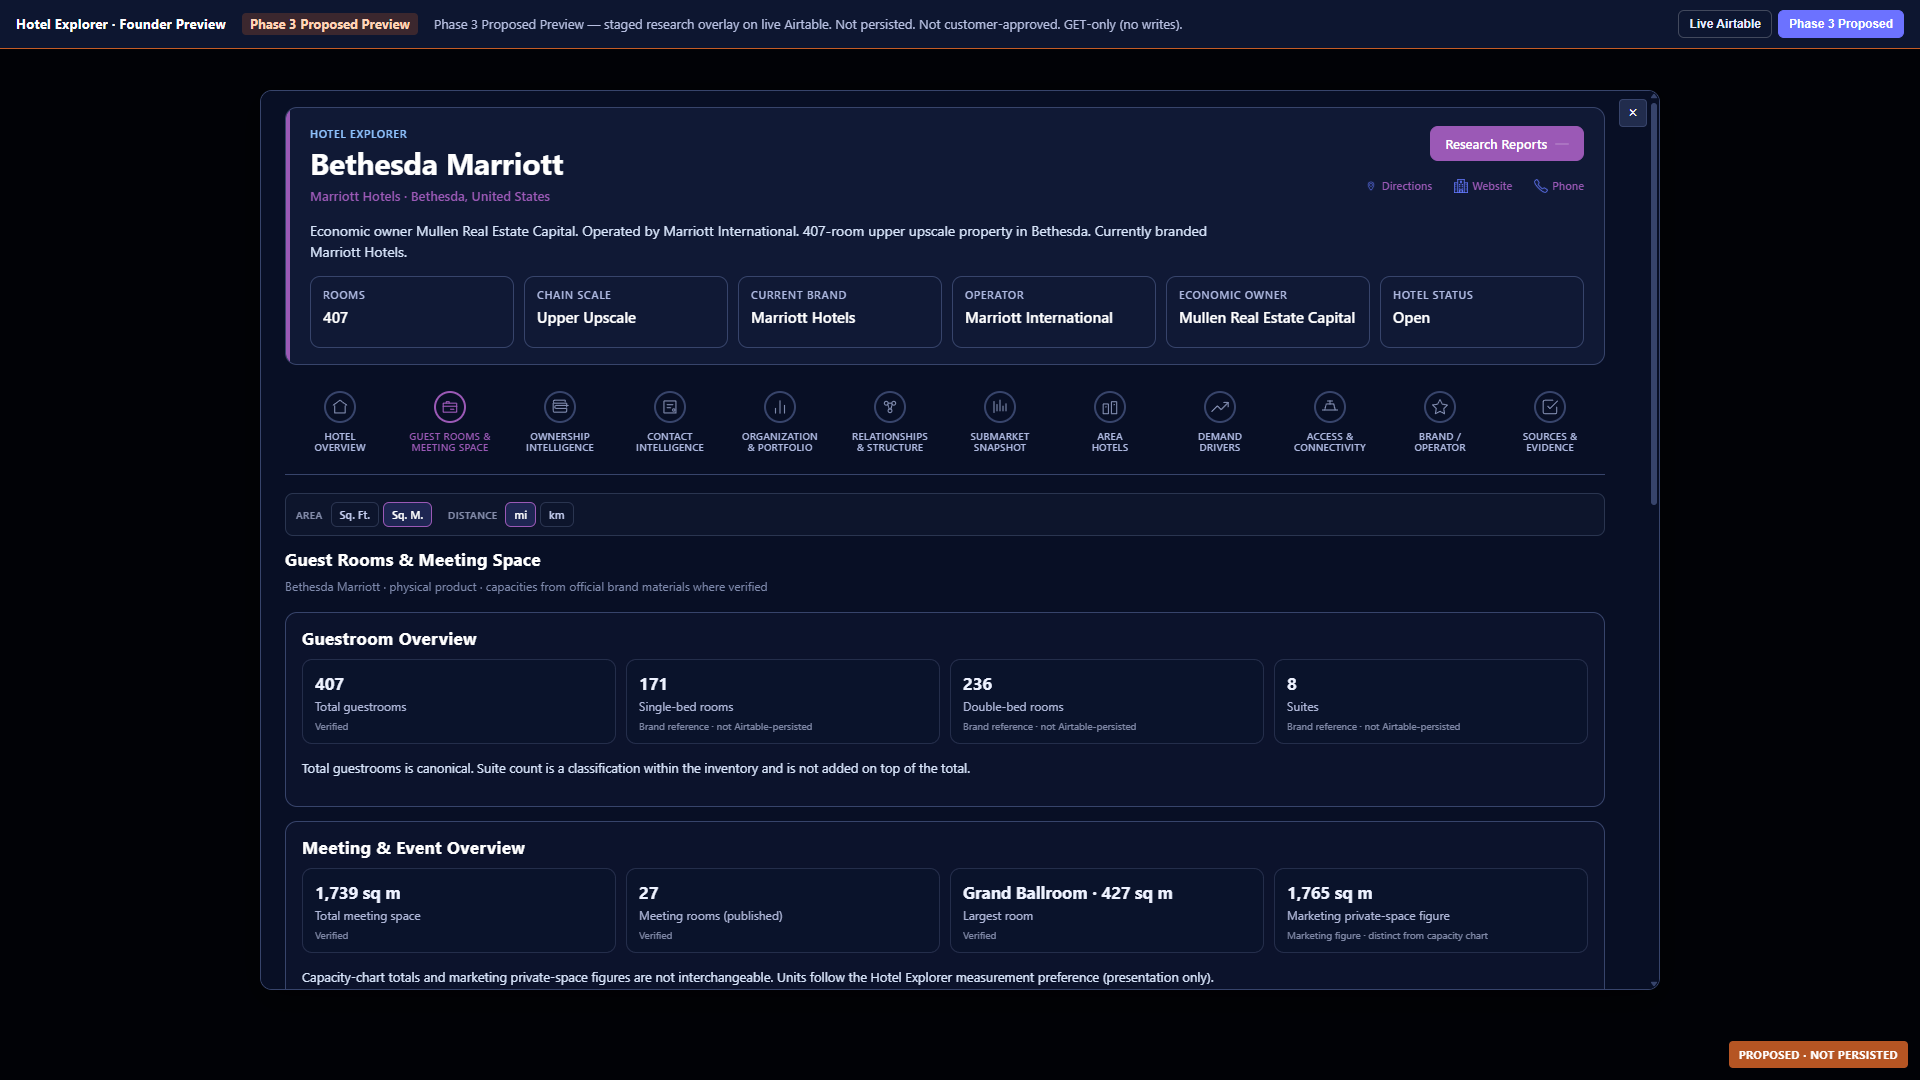 Hotel Explorer · Founder Preview
Phase 3 Proposed Preview
Phase 3 Proposed Preview — staged research overlay on live Airtable. Not persisted. Not customer-approved. GET-only (no writes).
Live Airtable
Phase 3 Proposed
×
HOTEL EXPLORER
Bethesda Marriott
Marriott Hotels · Bethesda, United States
Research Reports —
Directions
Website
Phone
Economic owner Mullen Real Estate Capital. Operated by Marriott International. 407-room upper upscale property in Bethesda. Currently branded
Marriott Hotels.
ROOMS
407
CHAIN SCALE
Upper Upscale
CURRENT BRAND
Marriott Hotels
OPERATOR
Marriott International
ECONOMIC OWNER
Mullen Real Estate Capital
HOTEL STATUS
Open
HOTEL
OVERVIEW
GUEST ROOMS &
MEETING SPACE
OWNERSHIP
INTELLIGENCE
CONTACT
INTELLIGENCE
ORGANIZATION
& PORTFOLIO
RELATIONSHIPS
& STRUCTURE
SUBMARKET
SNAPSHOT
AREA
HOTELS
DEMAND
DRIVERS
ACCESS &
CONNECTIVITY
BRAND /
OPERATOR
SOURCES &
EVIDENCE
AREA
Sq. Ft.
Sq. M.
DISTANCE
mi
km
Guest Rooms & Meeting Space
Bethesda Marriott · physical product · capacities from official brand materials where verified
Guestroom Overview
407
Total guestrooms
Verified
171
Single-bed rooms
Brand reference · not Airtable-persisted
236
Double-bed rooms
Brand reference · not Airtable-persisted
8
Suites
Brand reference · not Airtable-persisted
Total guestrooms is canonical. Suite count is a classification within the inventory and is not added on top of the total.
Meeting & Event Overview
1,739 sq m
Total meeting space
Verified
27
Meeting rooms (published)
Verified
Grand Ballroom · 427 sq m
Largest room
Verified
1,765 sq m
Marketing private-space figure
Marketing figure · distinct from capacity chart
Capacity-chart totals and marketing private-space figures are not interchangeable. Units follow the Hotel Explorer measurement preference (presentation only).
PROPOSED · NOT PERSISTED